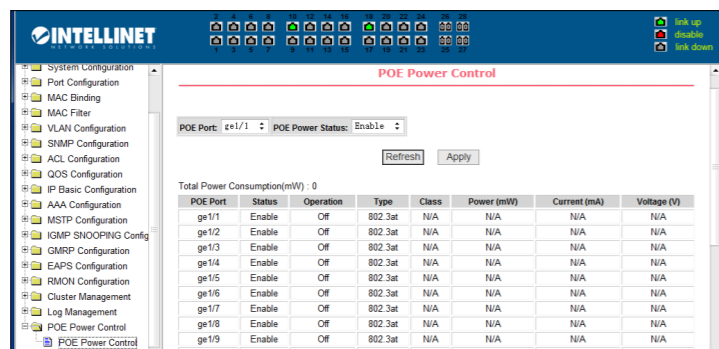 2 4 6 8 10 12 14 16 18 20 22 24 26 28
INTELLINET
NETWORK SOLUTIONS
1 3 5 7 9 11 13 15 17 19 21 23 25 27
link up
disable
link down
System Configuration
Port Configuration
MAC Binding
MAC Filter
VLAN Configuration
SNMP Configuration
ACL Configuration
QOS Configuration
IP Basic Configuration
AAA Configuration
MSTP Configuration
IGMP SNOOPING Config
GMRP Configuration
EAPS Configuration
RMON Configuration
Cluster Management
Log Management
POE Power Control
POE Power Control
POE Power Control
POE Port: ge1/1 POE Power Status: Enable
Refresh Apply
Total Power Consumption(mW) : 0
POE Port Status Operation Type Class Power (mW) Current (mA) Voltage (V)
ge1/1 Enable Off 802.3at N/A N/A N/A N/A
ge1/2 Enable Off 802.3at N/A N/A N/A N/A
ge1/3 Enable Off 802.3at N/A N/A N/A N/A
ge1/4 Enable Off 802.3at N/A N/A N/A N/A
ge1/5 Enable Off 802.3at N/A N/A N/A N/A
ge1/6 Enable Off 802.3at N/A N/A N/A N/A
ge1/7 Enable Off 802.3at N/A N/A N/A N/A
ge1/8 Enable Off 802.3at N/A N/A N/A N/A
ge1/9 Enable Off 802.3at N/A N/A N/A N/A